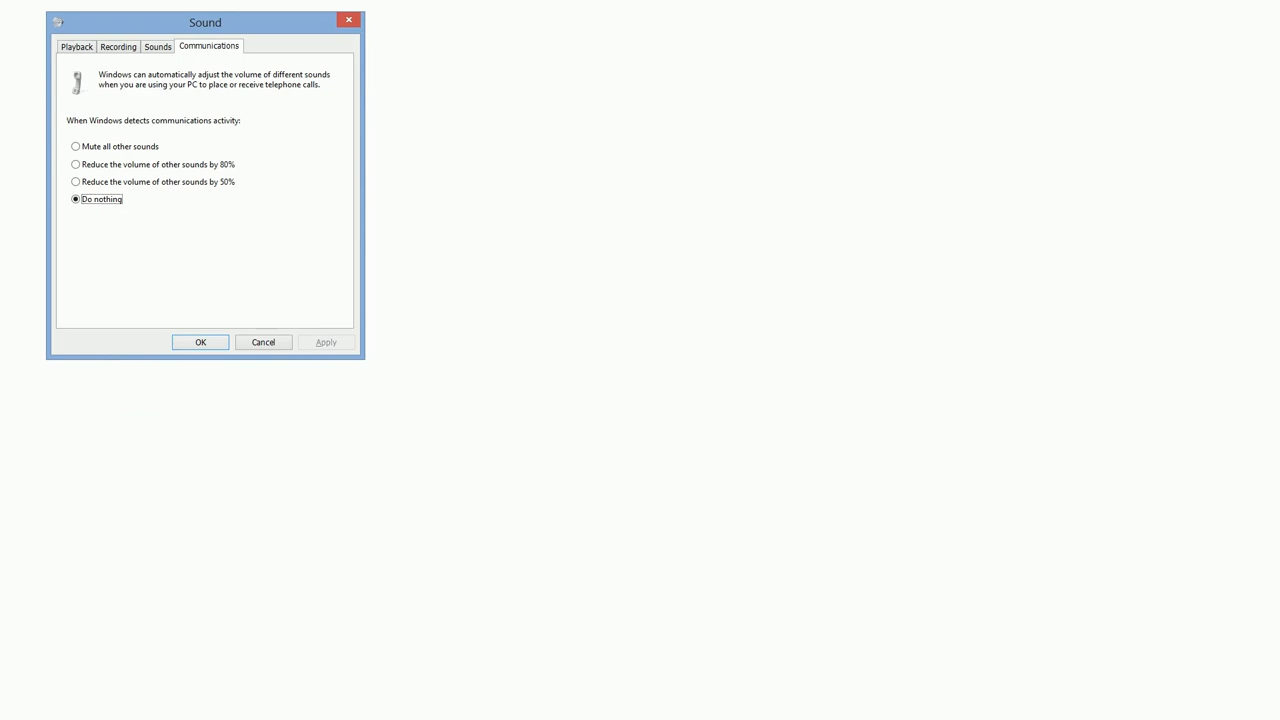 Sound
Playback
Recording
Sounds
Communications
Windows can automatically adjust the volume of different sounds
when you are using your PC to place or receive telephone calls.
When Windows detects communications activity:
Mute all other sounds
Reduce the volume of other sounds by 80%
Reduce the volume of other sounds by 50%
Do nothing
OK
Cancel
Apply